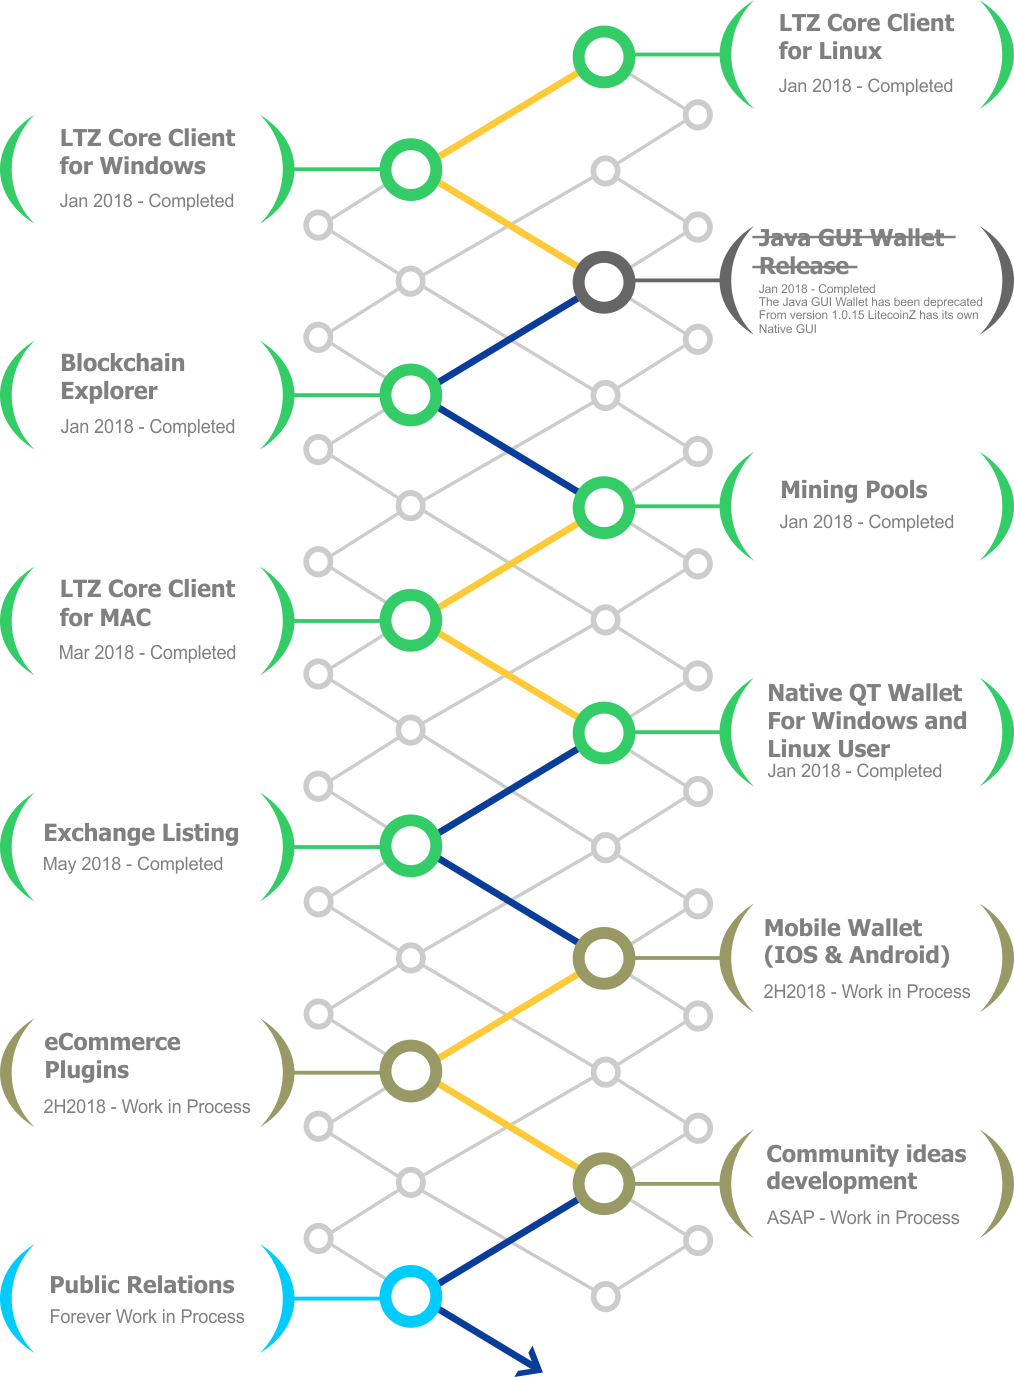 LTZ Core Client
for Linux
Jan 2018 - Completed
LTZ Core Client
for Windows
Jan 2018 - Completed
Java GUI Wallet
Release
Jan 2018 - Completed
The Java GUI Wallet has been deprecated
From version 1.0.15 LitecoinZ has its own
Native GUI
Blockchain
Explorer
Jan 2018 - Completed
Mining Pools
Jan 2018 - Completed
LTZ Core Client
for MAC
Mar 2018 - Completed
Native QT Wallet
For Windows and
Linux User
Jan 2018 - Completed
Exchange Listing
May 2018 - Completed
Mobile Wallet
(IOS & Android)
2H2018 - Work in Process
eCommerce
Plugins
2H2018 - Work in Process
Community ideas
development
ASAP - Work in Process
Public Relations
Forever Work in Process